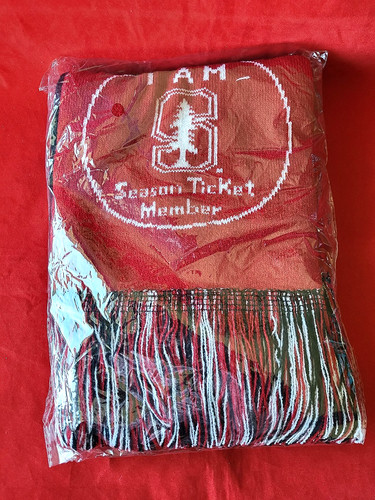 I AM
S
Season Ticket
Member